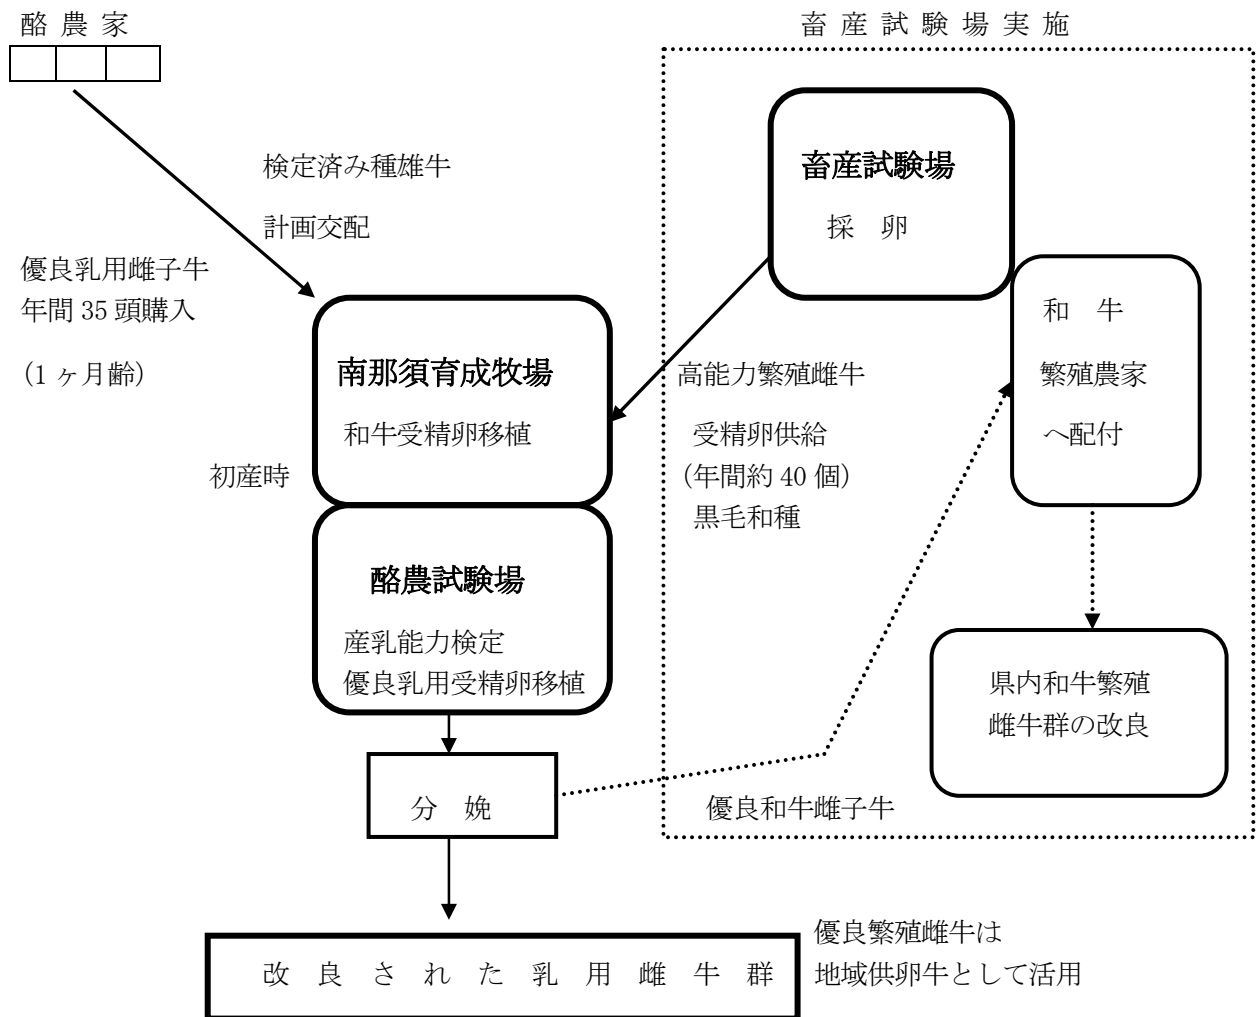 酪農家
畜産試験場実施
検定済み種雄牛
計画交配
優良乳用雌子牛
年間35頭購入
(1ヶ月齢)
畜産試験場
採　卵
和　牛
繁殖農家
へ配付
南那須育成牧場
和牛受精卵移植
初産時
高能力繁殖雌牛
受精卵供給
(年間約40個)
黒毛和種
酪農試験場
産乳能力検定
優良乳用受精卵移植
県内和牛繁殖
雌牛群の改良
分　娩
優良和牛雌子牛
改良された乳用雌牛群
優良繁殖雌牛は
地域供卵牛として活用